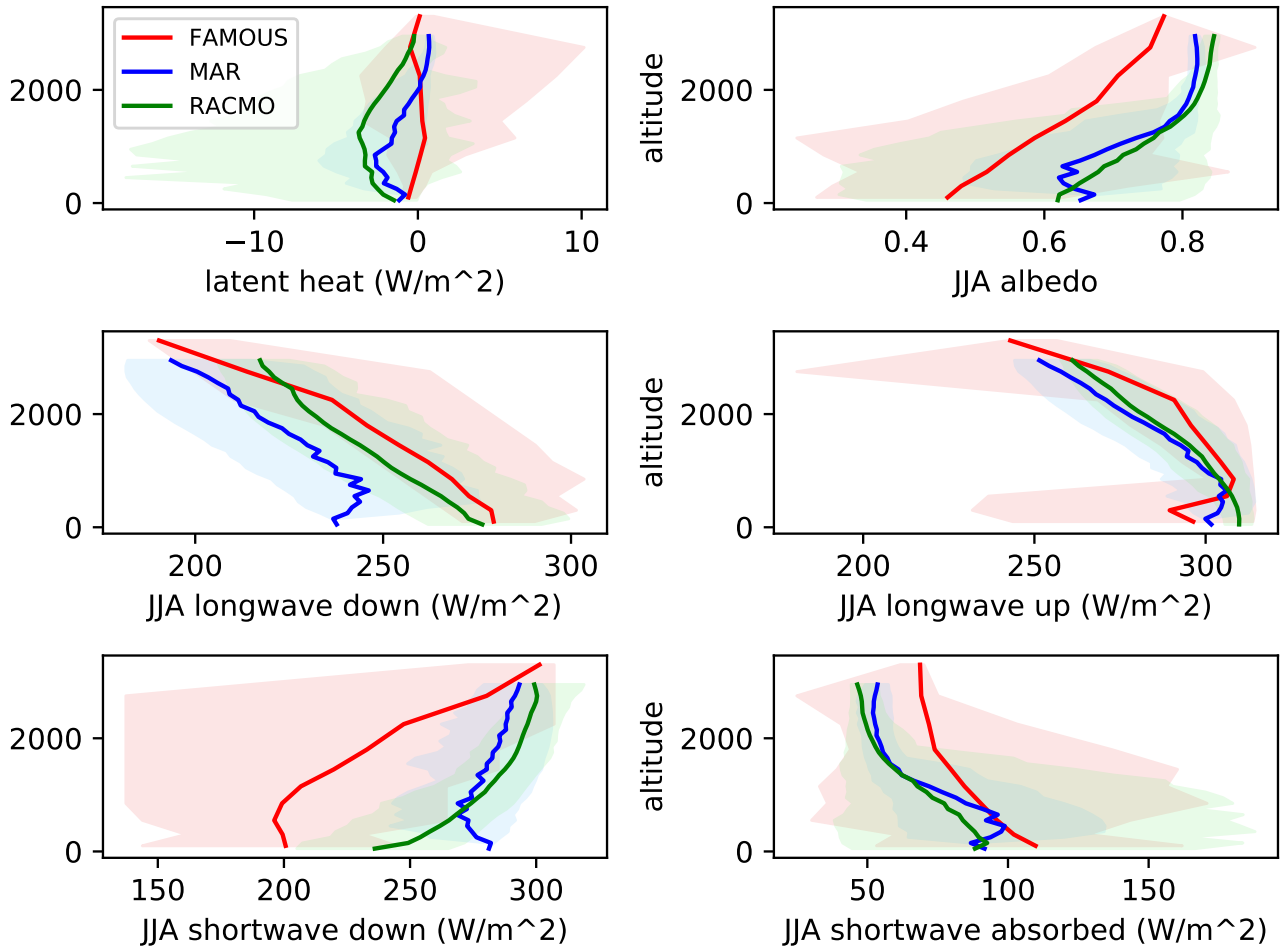 FAMOUS
MAR
RACMO
2000
0
−10 0 10
latent heat (W/m^2)
altitude
2000
0
0.4 0.6 0.8
JJA albedo
2000
0
200 250 300
JJA longwave down (W/m^2)
altitude
2000
0
200 250 300
JJA longwave up (W/m^2)
2000
0
150 200 250 300
JJA shortwave down (W/m^2)
altitude
2000
0
50 100 150
JJA shortwave absorbed (W/m^2)